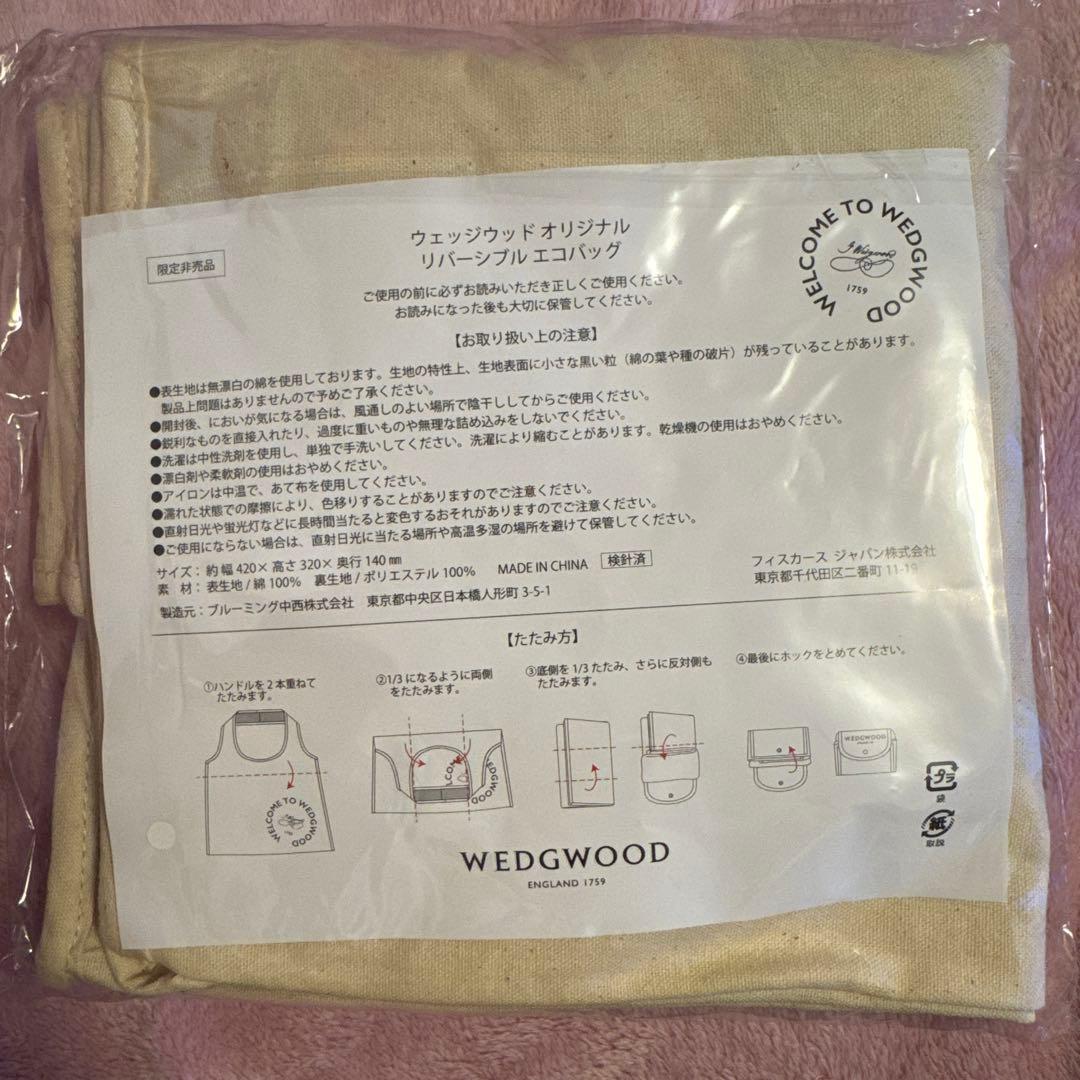 限定非売品
ウェッジウッド オリジナル
リバーシブル エコバッグ
WELCOME TO WEDGWOOD
1759
ご使用の前に必ずお読みいただき正しくご使用ください。
お読みになった後も大切に保管してください。
【お取り扱い上の注意】
●表生地は無漂白の綿を使用しております。生地の特性上、生地表面に小さな黒い粒（綿の葉や種の破片）が残っていることがあります。
製品上問題はありませんので予めご了承ください。
●開封後、においが気になる場合は、風通しのよい場所で陰干ししてからご使用ください。
●鋭利なものを直接入れたり、過度に重いものや無理な詰め込みをしないでください。
●洗濯は中性洗剤を使用し、単独で手洗いしてください。洗濯により縮むことがあります。乾燥機の使用はおやめください。
●漂白剤や柔軟剤の使用はおやめください。
●アイロンは中温で、あて布を使用してください。
●濡れた状態での摩擦により、色移りすることがありますのでご注意ください。
●直射日光や蛍光灯などに長時間当たると変色するおそれがありますのでご注意ください。
●ご使用にならない場合は、直射日光に当たる場所や高温多湿の場所を避けて保管してください。
サイズ：約 幅 420× 高さ 320× 奥行 140 ㎜
素　材：表生地 / 綿 100%　裏生地 / ポリエステル 100%　MADE IN CHINA　検針済
製造元：ブルーミング中西株式会社　東京都中央区日本橋人形町 3-5-1
フィスカース ジャパン株式会社
東京都千代田区二番町 11-19
【たたみ方】
①ハンドルを 2 本重ねて
たたみます。
②1/3 になるように両側
をたたみます。
③底側を 1/3 たたみ、さらに反対側も
たたみます。
④最後にホックをとめてください。
WELCOME TO WEDGWOOD
LCOM
EDGWOOD
WEDGWOOD
プラ
袋
紙
取説
WEDGWOOD
ENGLAND 1759